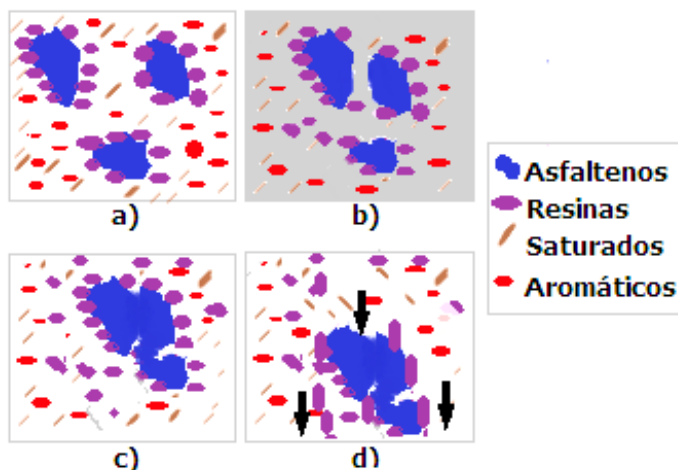 a)
b)
Asfaltenos
Resinas
Saturados
Aromáticos
c)
d)